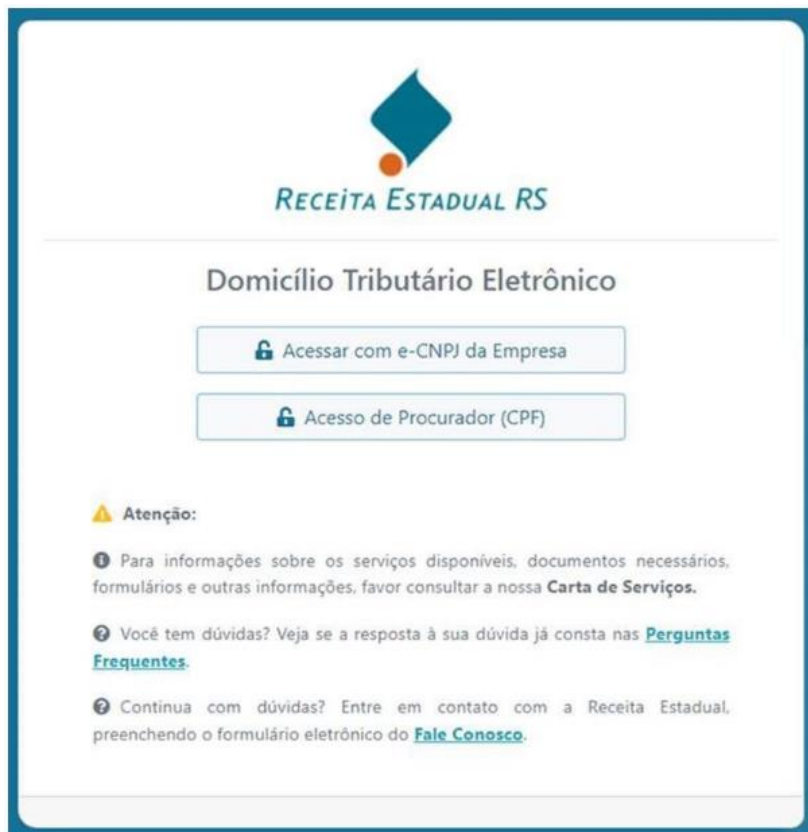 RECEITA ESTADUAL RS
Domicílio Tributário Eletrônico
Acessar com e-CNPJ da Empresa
Acesso de Procurador (CPF)
Atenção:
Para informações sobre os serviços disponíveis, documentos necessários,
formulários e outras informações, favor consultar a nossa Carta de Serviços.
Você tem dúvidas? Veja se a resposta à sua dúvida já consta nas Perguntas
Frequentes.
Continua com dúvidas? Entre em contato com a Receita Estadual,
preenchendo o formulário eletrônico do Fale Conosco.